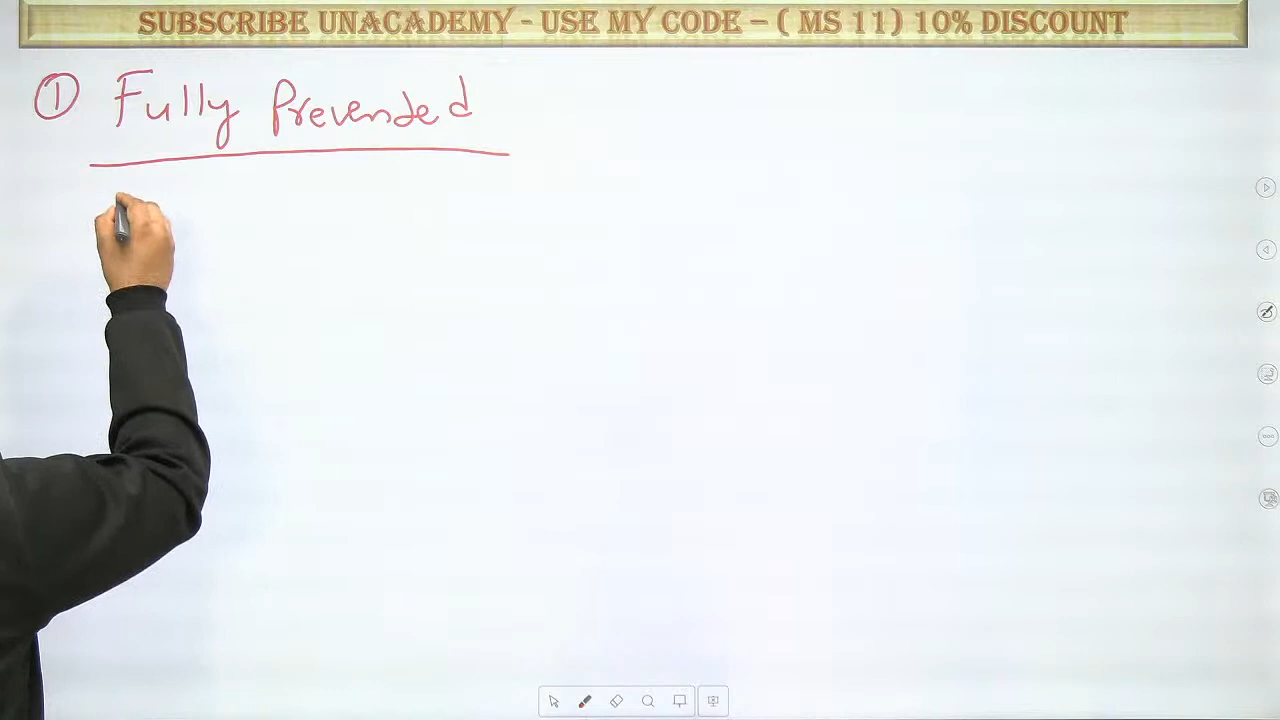 SUBSCRIBE UNACADEMY - USE MY CODE – ( MS 11) 10% DISCOUNT
① Fully Prevended